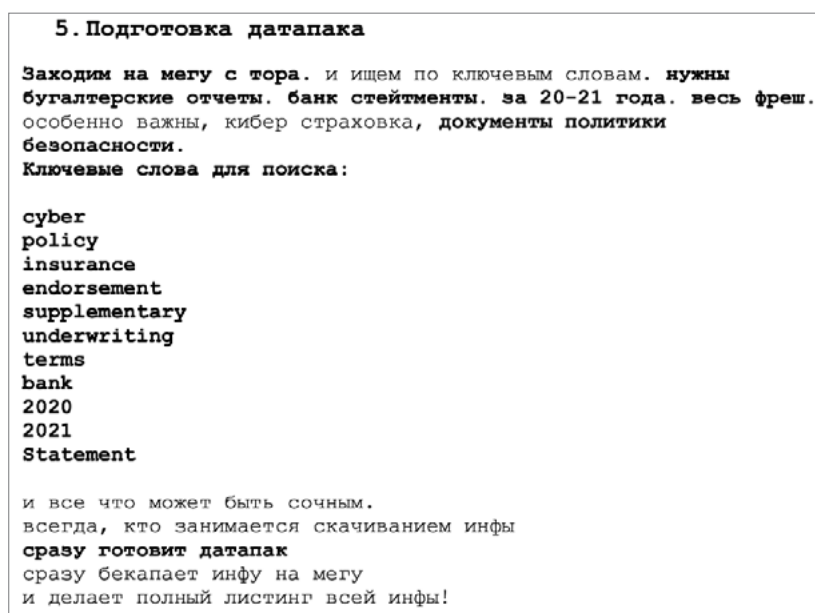 5.Подготовка датапака
Заходим на мегу с тора. и ищем по ключевым словам. нужны
бугалтерские отчеты. банк стейтменты. за 20-21 года. весь фреш.
особенно важны, кибер страховка, документы политики
безопасности.
Ключевые слова для поиска:
cyber
policy
insurance
endorsement
supplementary
underwriting
terms
bank
2020
2021
Statement
и все что может быть сочным.
всегда, кто занимается скачиванием инфы
сразу готовит датапак
сразу бекапает инфу на мегу
и делает полный листинг всей инфы!